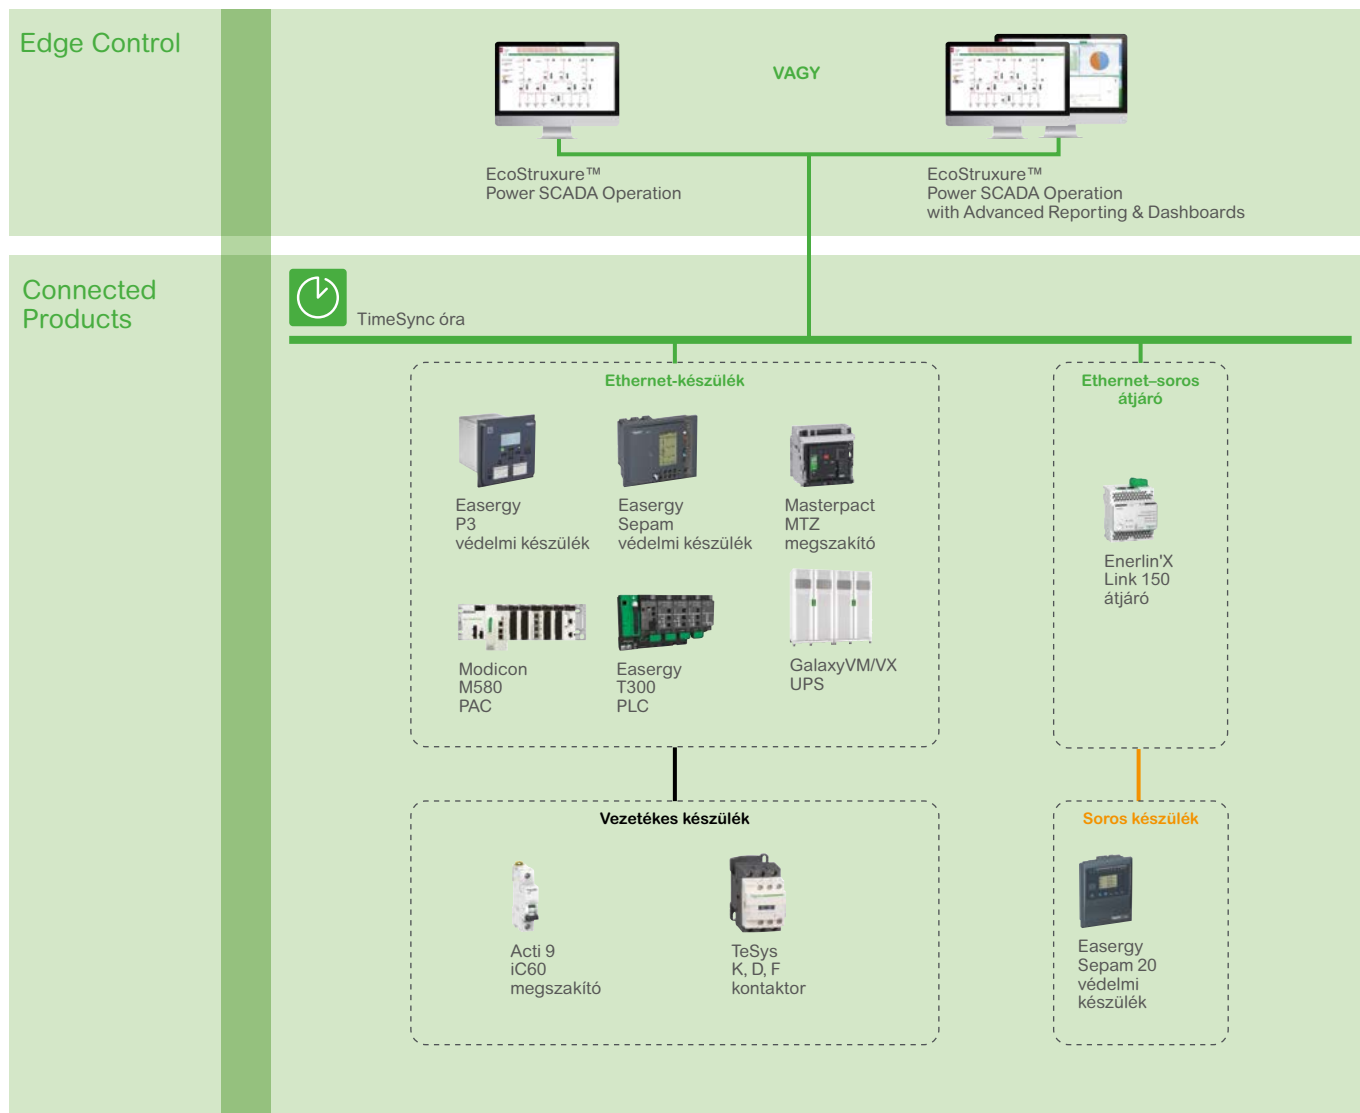 Edge Control
VAGY
EcoStruxure™
Power SCADA Operation
EcoStruxure™
Power SCADA Operation
with Advanced Reporting & Dashboards
Connected
Products
TimeSync óra
Ethernet-készülék
Easergy
P3
védelmi készülék
Easergy
Sepam
védelmi készülék
Masterpact
MTZ
megszakító
Modicon
M580
PAC
Easergy
T300
PLC
GalaxyVM/VX
UPS
Ethernet–soros
átjáró
Enerlin'X
Link 150
átjáró
Vezetékes készülék
Acti 9
iC60
megszakító
TeSys
K, D, F
kontaktor
Soros készülék
Easergy
Sepam 20
védelmi
készülék